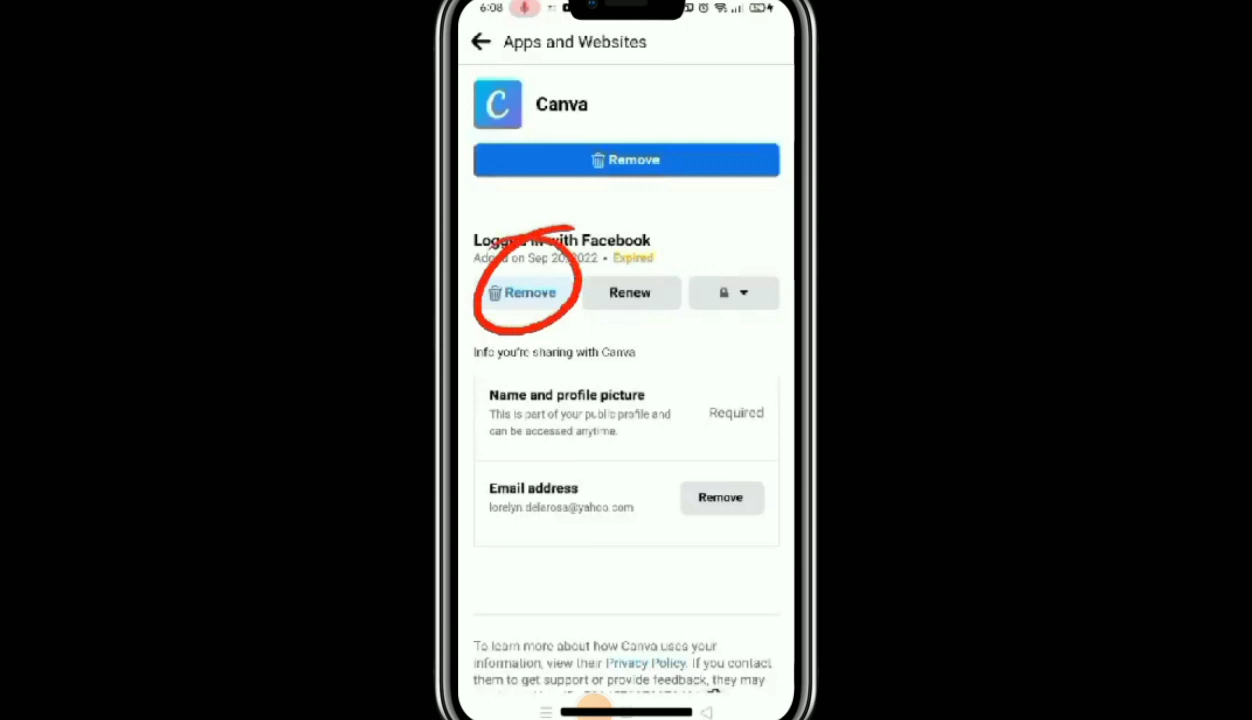 6:08
Apps and Websites
Canva
Remove
Logged in with Facebook
Added on Sep 20, 2022 • Expired
Remove
Renew
Info you're sharing with Canva
Name and profile picture
This is part of your public profile and
can be accessed anytime.
Required
Email address
lorelyn.delarosa@yahoo.com
Remove
To learn more about how Canva uses your
information, view their Privacy Policy. If you contact
them to get support or provide feedback, they may